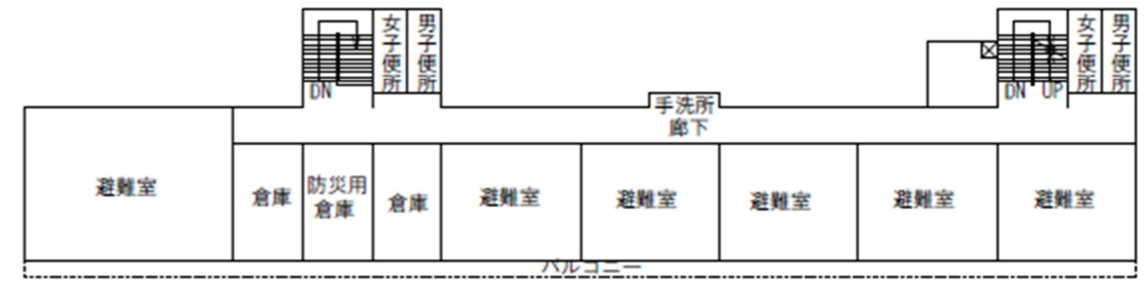 女子便所
男子便所
女子便所
男子便所
DN
DN
UP
手洗所
廊下
避難室
倉庫
防災用
倉庫
倉庫
避難室
避難室
避難室
避難室
避難室
バルコニー